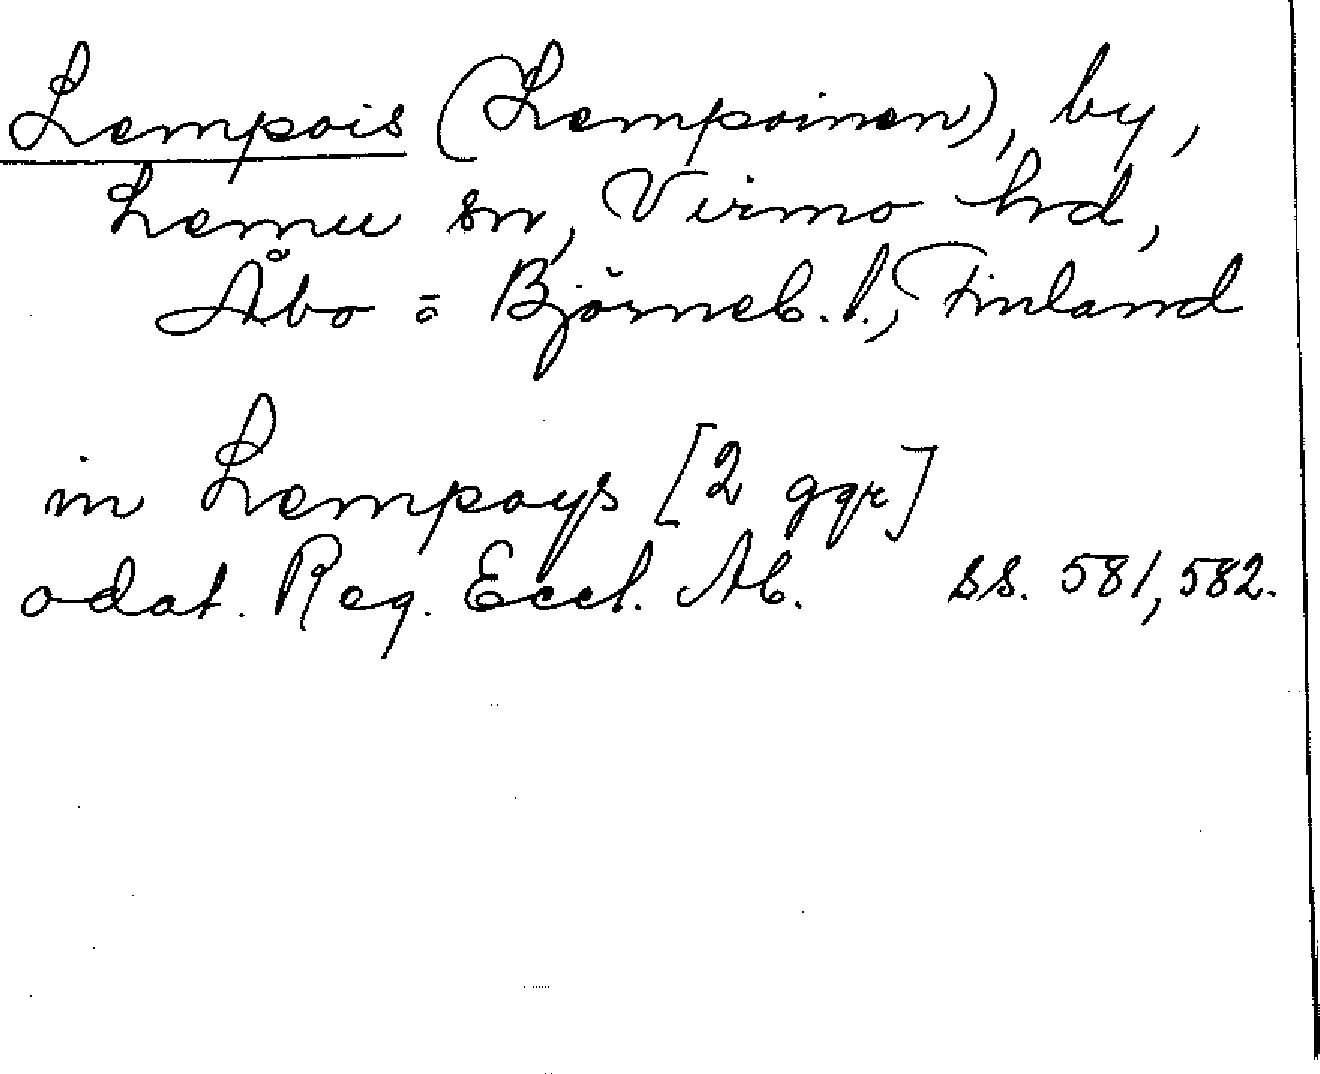 Lempois (Lempoinen), by,
Lemu sn, Virmo hd,
Åbo o. Björneb. l., Finland
in Lempoys [2 ggr]
odat. Reg. Eccl. Ab. ss. 581, 582.